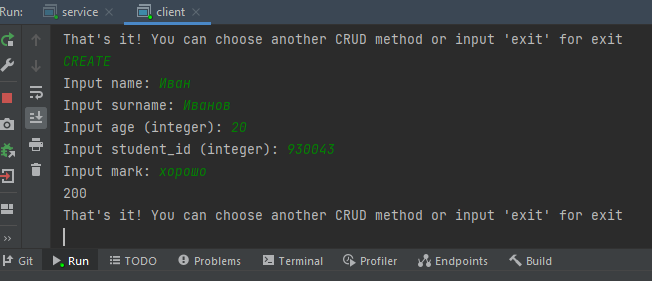 Run: service client
That's it! You can choose another CRUD method or input 'exit' for exit
CREATE
Input name: Иван
Input surname: Иванов
Input age (integer): 20
Input student_id (integer): 930043
Input mark: хорошо
200
That's it! You can choose another CRUD method or input 'exit' for exit
Git Run TODO Problems Terminal Profiler Endpoints Build